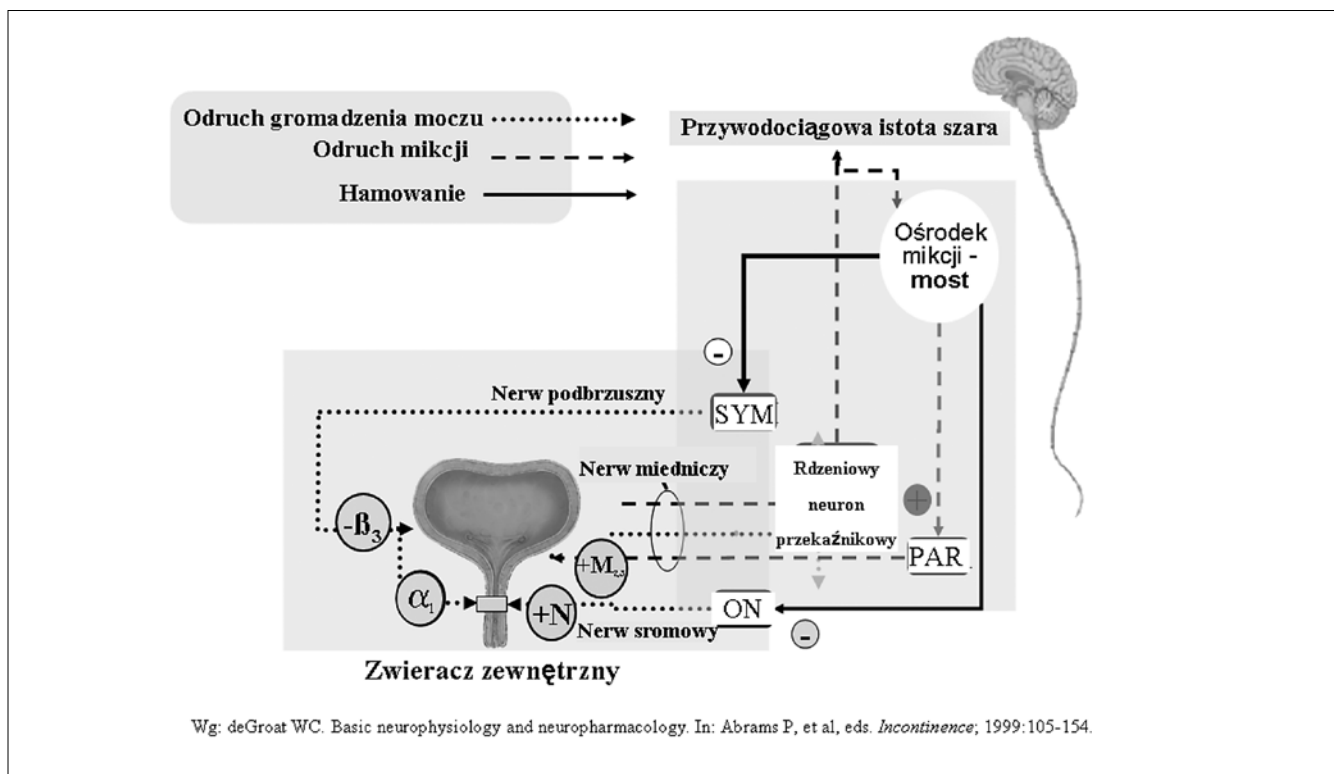 Odruch gromadzenia moczu
Odruch mikcji
Hamowanie
Przywodociągowa istota szara
Ośrodek
mikcji -
most
-
Nerw podbrzuszny
SYM
Nerw miedniczy
Rdzeniowy
neuron
przekaźnikowy
+
-ß3
+M2,3
PAR
α1
+N
ON
Nerw sromowy
-
Zwieracz zewnętrzny
Wg: deGroat WC. Basic neurophysiology and neuropharmacology. In: Abrams P, et al, eds. Incontinence; 1999:105-154.